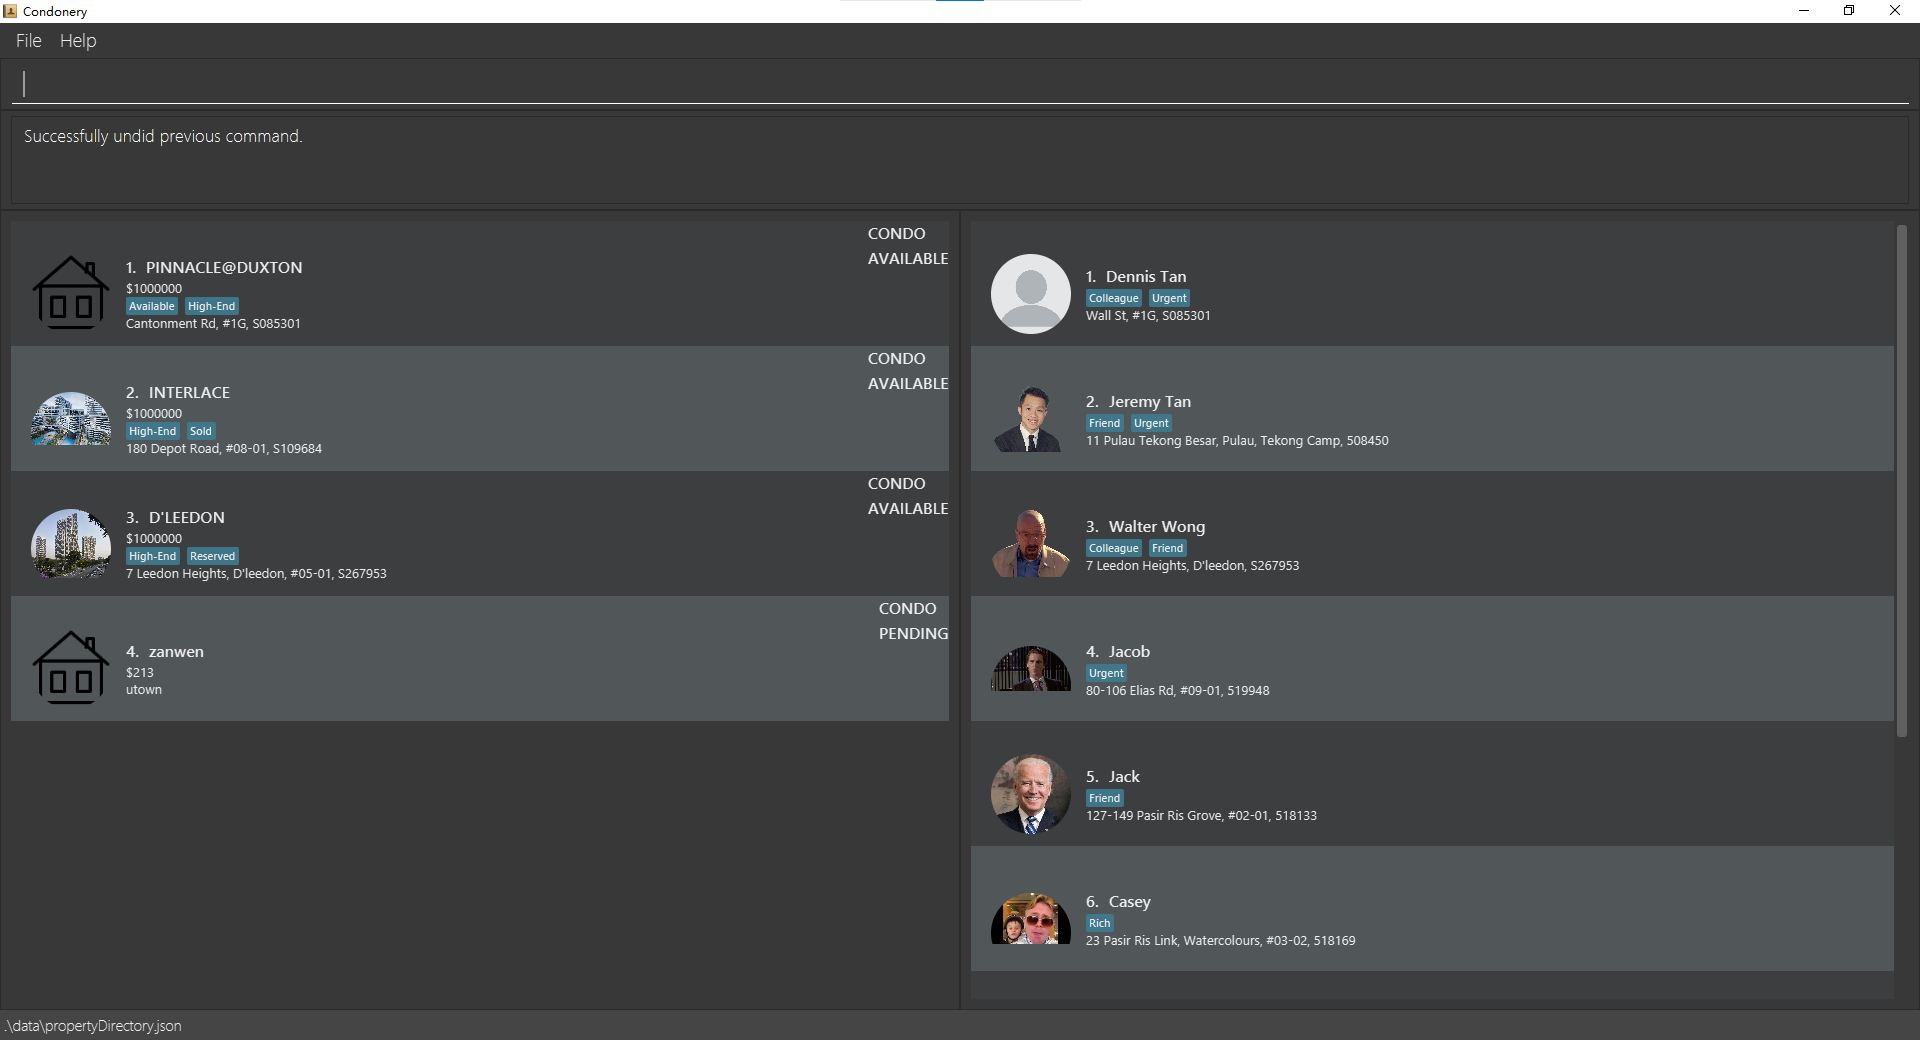 Condonery
File Help
Successfully undid previous command.
CONDO
AVAILABLE
1. PINNACLE@DUXTON
$1000000
Available High-End
Cantonment Rd, #1G, S085301
CONDO
AVAILABLE
2. INTERLACE
$1000000
High-End Sold
180 Depot Road, #08-01, S109684
CONDO
AVAILABLE
3. D'LEEDON
$1000000
High-End Reserved
7 Leedon Heights, D'leedon, #05-01, S267953
CONDO
PENDING
4. zanwen
$213
utown
1. Dennis Tan
Colleague Urgent
Wall St, #1G, S085301
2. Jeremy Tan
Friend Urgent
11 Pulau Tekong Besar, Pulau, Tekong Camp, 508450
3. Walter Wong
Colleague Friend
7 Leedon Heights, D'leedon, S267953
4. Jacob
Urgent
80-106 Elias Rd, #09-01, 519948
5. Jack
Friend
127-149 Pasir Ris Grove, #02-01, 518133
6. Casey
Rich
23 Pasir Ris Link, Watercolours, #03-02, 518169
.\data\propertyDirectory.json